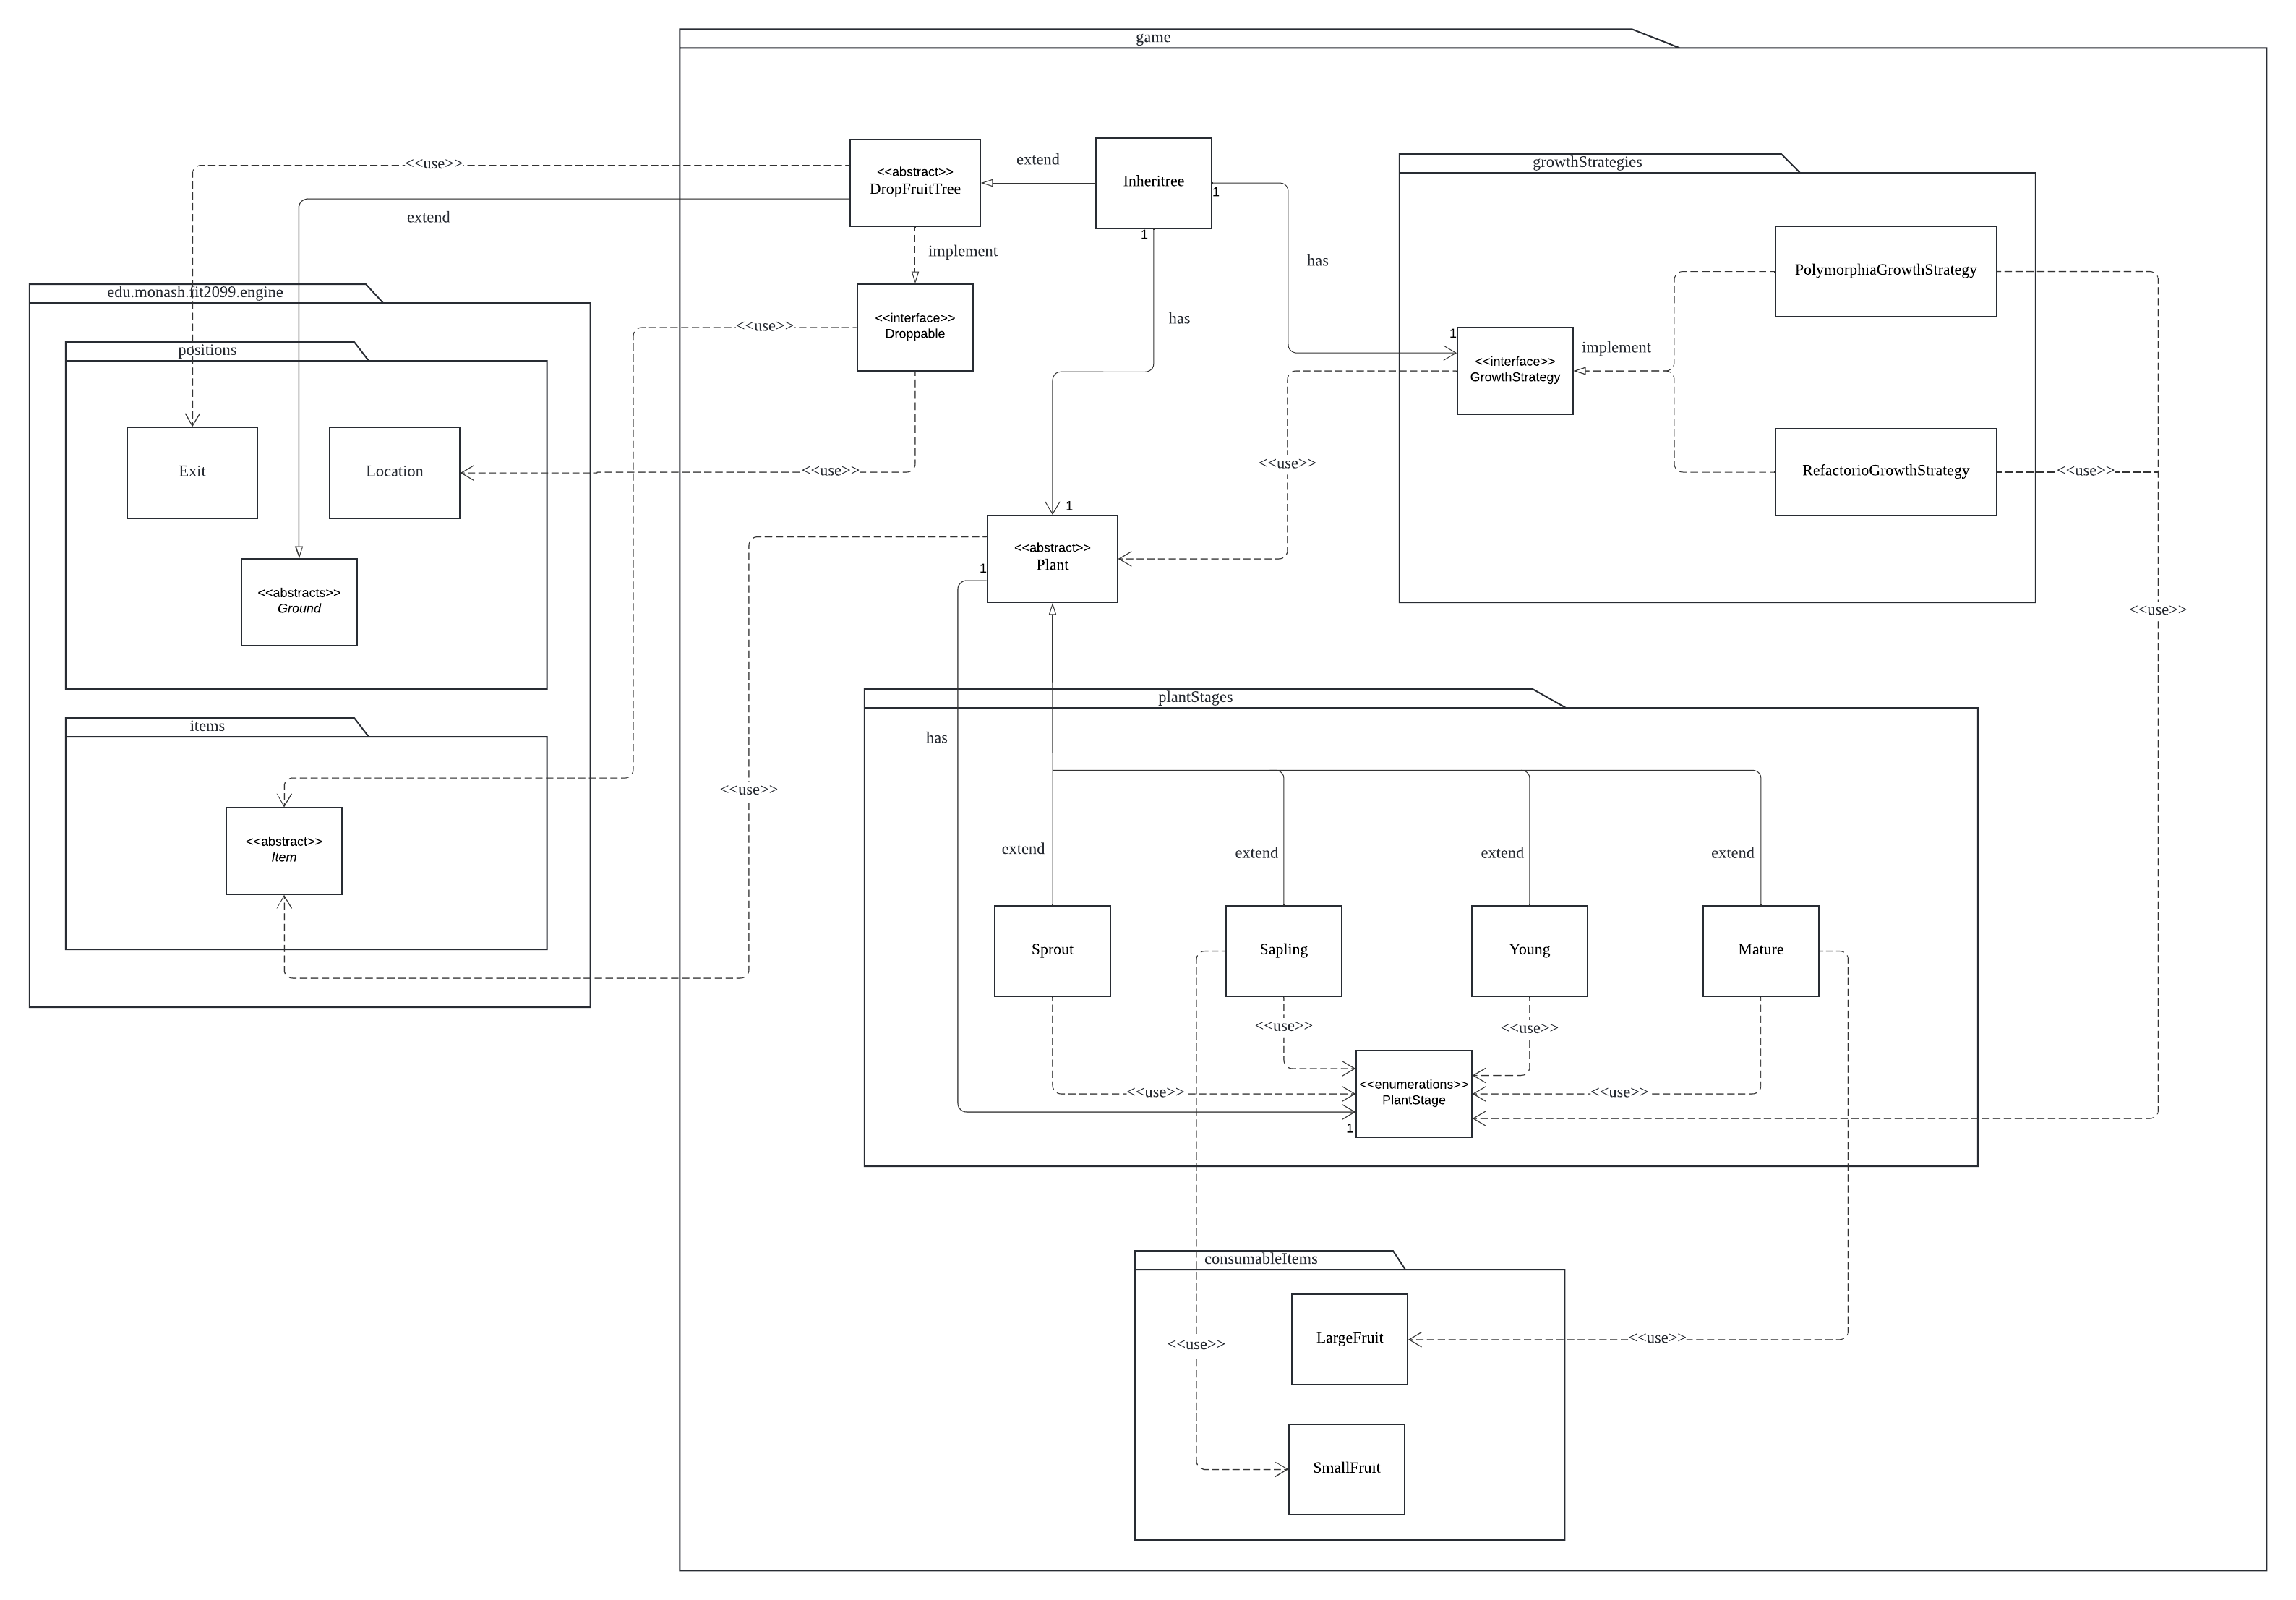 game
<<abstract>>
DropFruitTree
extend
Inheritree
1
1
<<use>>
extend
implement
has
has
growthStrategies
PolymorphiaGrowthStrategy
1
<<interface>>
GrowthStrategy
implement
RefactorioGrowthStrategy
<<use>>
<<use>>
<<use>>
edu.monash.fit2099.engine
positions
Exit
Location
<<abstracts>>
Ground
<<interface>>
Droppable
<<use>>
<<use>>
1
<<abstract>>
Plant
1
items
<<abstract>>
Item
<<use>>
has
plantStages
extend
extend
extend
extend
Sprout
Sapling
Young
Mature
<<use>>
<<use>>
<<use>>
<<use>>
<<enumerations>>
PlantStage
1
consumableItems
LargeFruit
<<use>>
<<use>>
SmallFruit